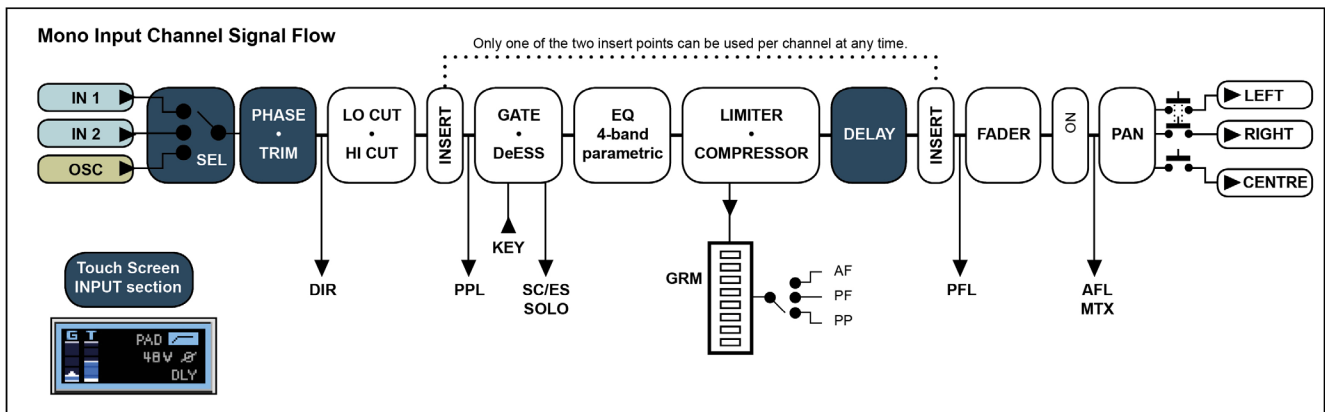 Mono Input Channel Signal Flow
Only one of the two insert points can be used per channel at any time.
IN 1
IN 2
OSC
SEL
PHASE
•
TRIM
LO CUT
•
HI CUT
INSERT
GATE
•
DeESS
EQ
4-band
parametric
LIMITER
•
COMPRESSOR
DELAY
INSERT
FADER
ON
PAN
LEFT
RIGHT
CENTRE
KEY
DIR
PPL
SC/ES
SOLO
GRM
AF
PF
PP
PFL
AFL
MTX
Touch Screen
INPUT section
G T
PAD
48V Ø
DLY